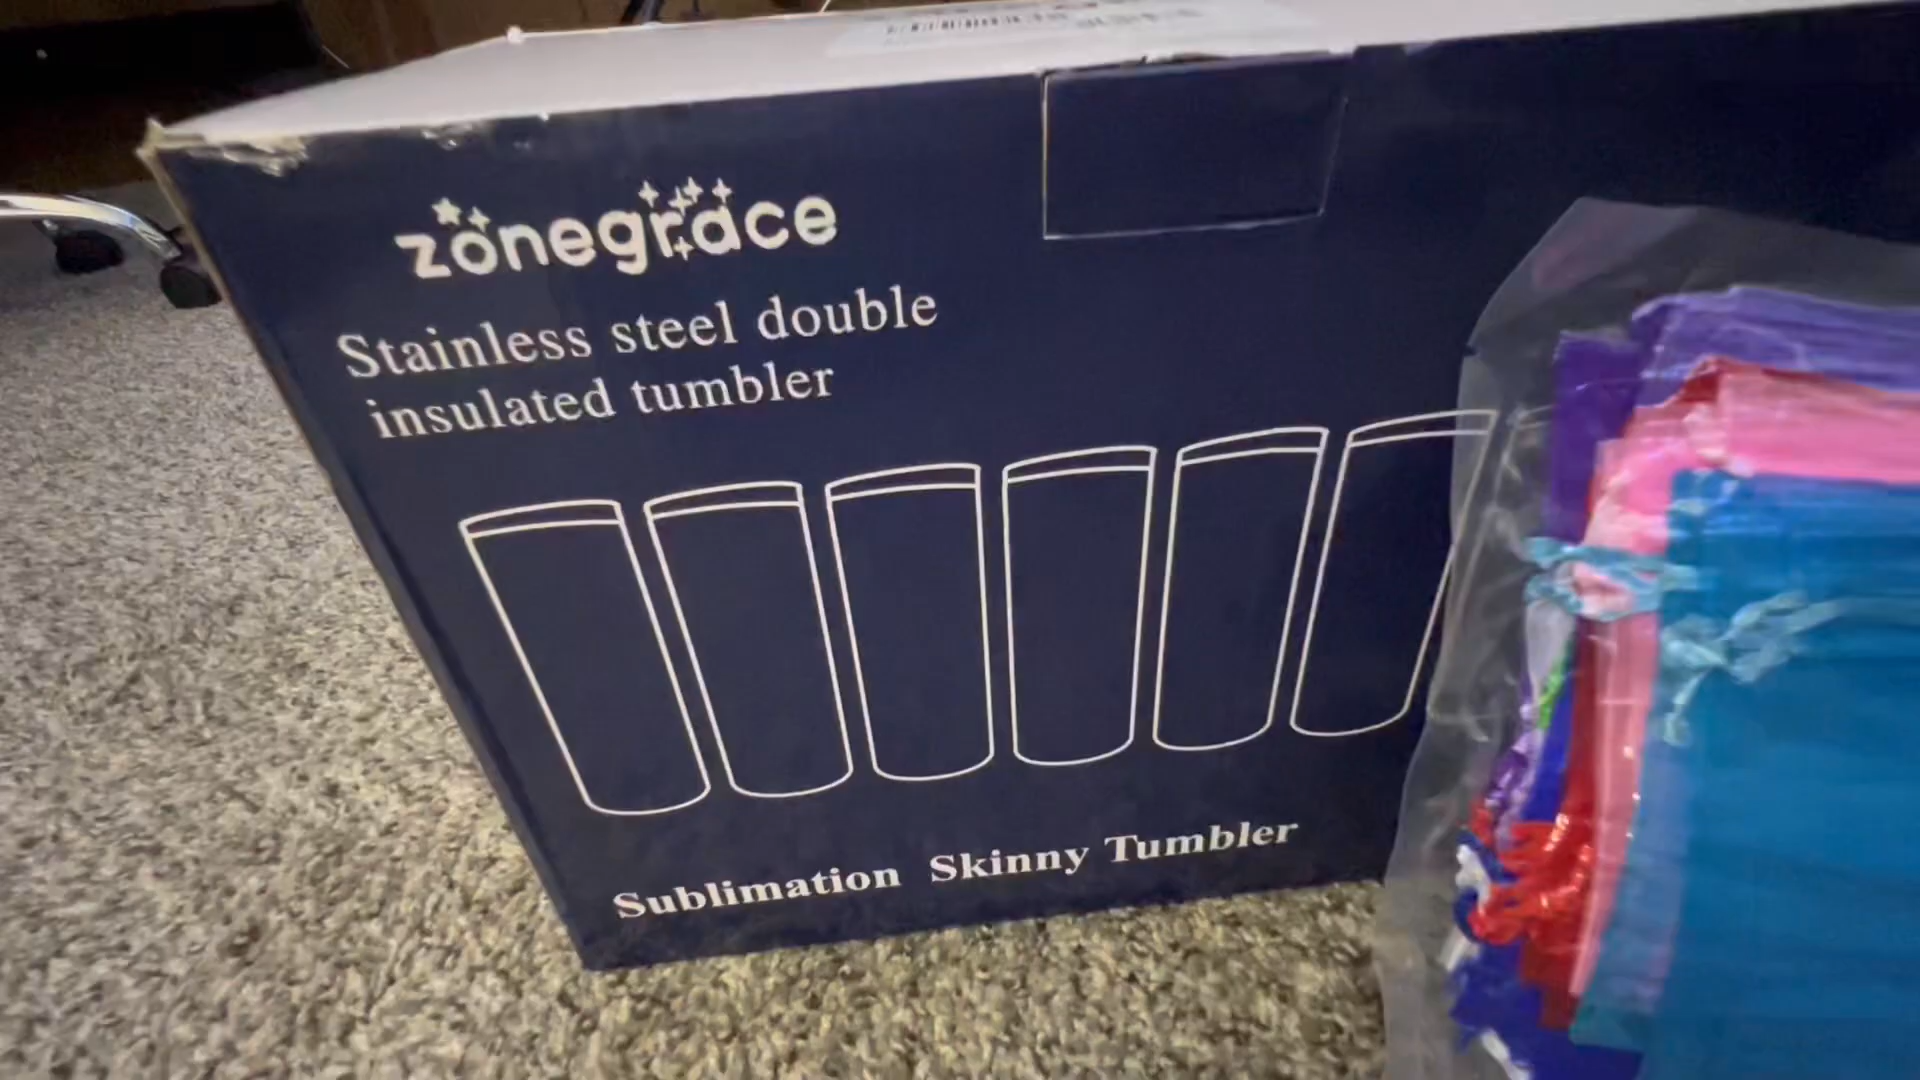 zonegrace
Stainless steel double
insulated tumbler
Sublimation Skinny Tumbler